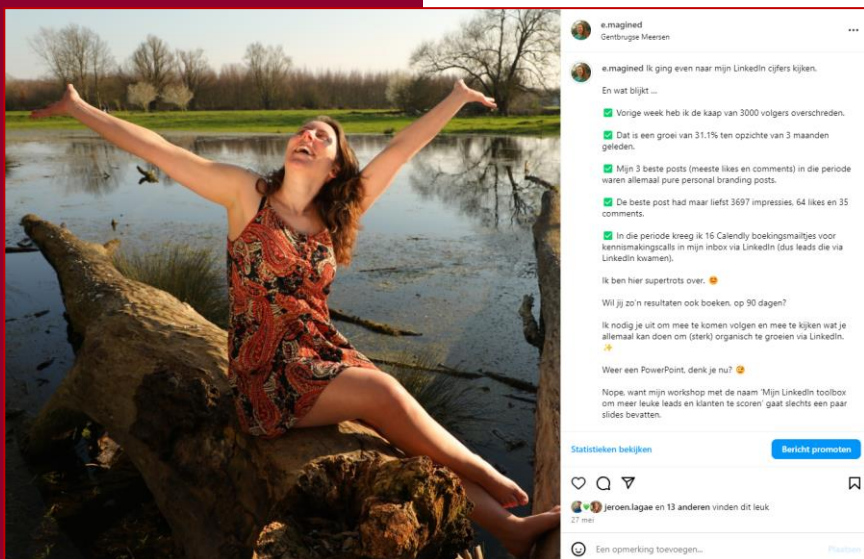 e.magined
Gentbrugse Meersen
e.magined Ik ging even naar mijn LinkedIn cijfers kijken.
En wat blijkt ...
✅ Vorige week heb ik de kaap van 3000 volgers overschreden.
✅ Dat is een groei van 31.1% ten opzichte van 3 maanden
geleden.
✅ Mijn 3 beste posts (meeste likes en comments) in die periode
waren allemaal pure personal branding posts.
✅ De beste post had maar liefst 3697 impressies, 64 likes en 35
comments.
✅ In die periode kreeg ik 16 Calendly boekingsmailtjes voor
kennismakingscalls in mijn inbox via LinkedIn (dus leads die via
LinkedIn kwamen).
Ik ben hier supertrots over. 😊
Wil jij zo'n resultaten ook boeken, op 90 dagen?
Ik nodig je uit om mee te komen volgen en mee te kijken wat je
allemaal kan doen om (sterk) organisch te groeien via LinkedIn.
✨
Weer een PowerPoint, denk je nu? 😅
Nope, want mijn workshop met de naam 'Mijn LinkedIn toolbox
om meer leuke leads en klanten te scoren' gaat slechts een paar
slides bevatten.
Statistieken bekijken
Bericht promoten
jeroen.lagae en 13 anderen vinden dit leuk
27 mei
Een opmerking toevoegen...
Plaatsen